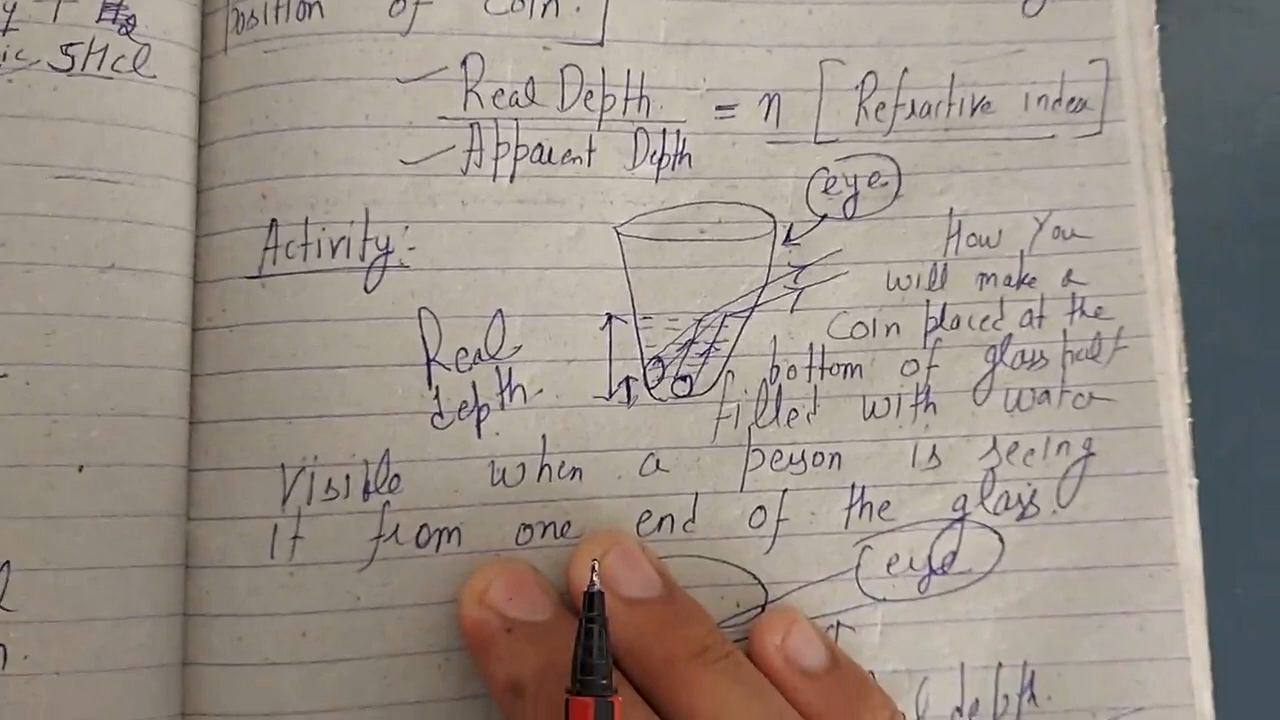 position of Coin.
5Hcl
Real Depth = n [Refractive index]
Apparent Depth
eye
Activity:-
How You
will make a
Coin placed at the
bottom of glass half
filled with water
Real
depth.
Visible when a person is seeing
it from one end of the glass.
eye
depth.